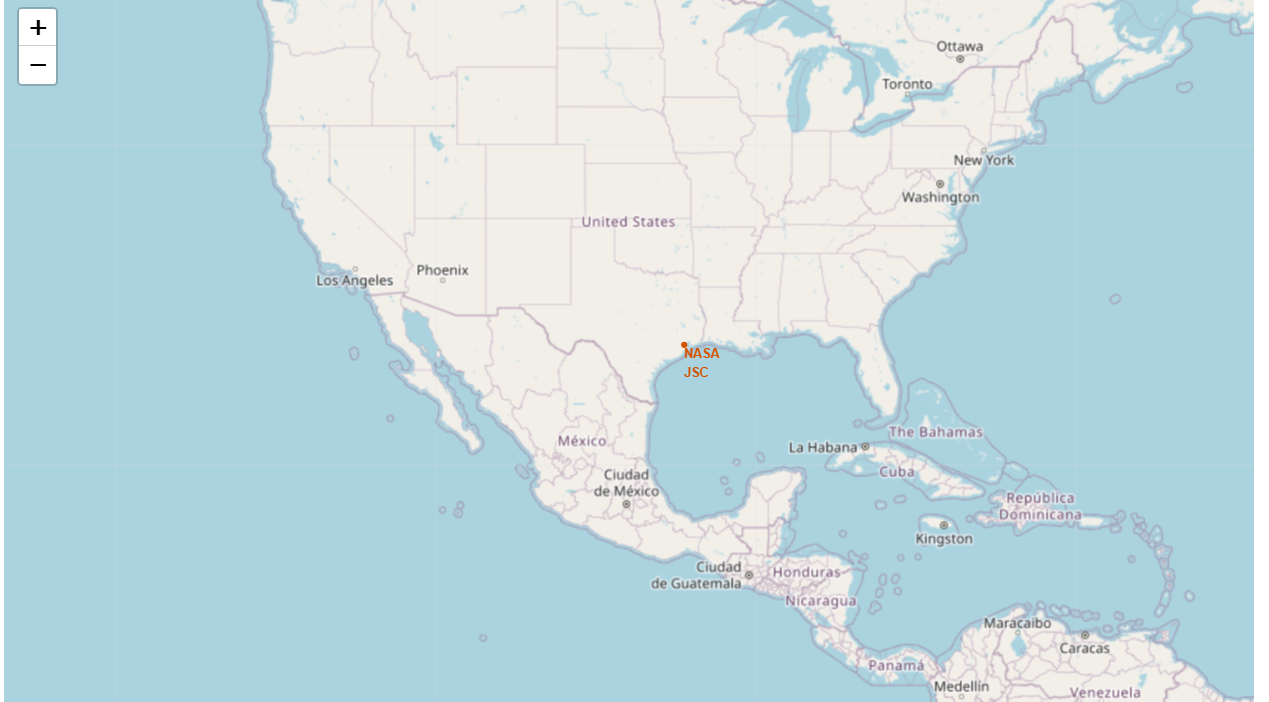 +
−
Ottawa
Toronto
New York
Washington
United States
Los Angeles
Phoenix
NASA
JSC
The Bahamas
La Habana
México
Cuba
Ciudad
de México
República
Dominicana
Kingston
Ciudad
de Guatemala
Honduras
Nicaragua
Maracaibo
Caracas
Panamá
Medellín
Venezuela